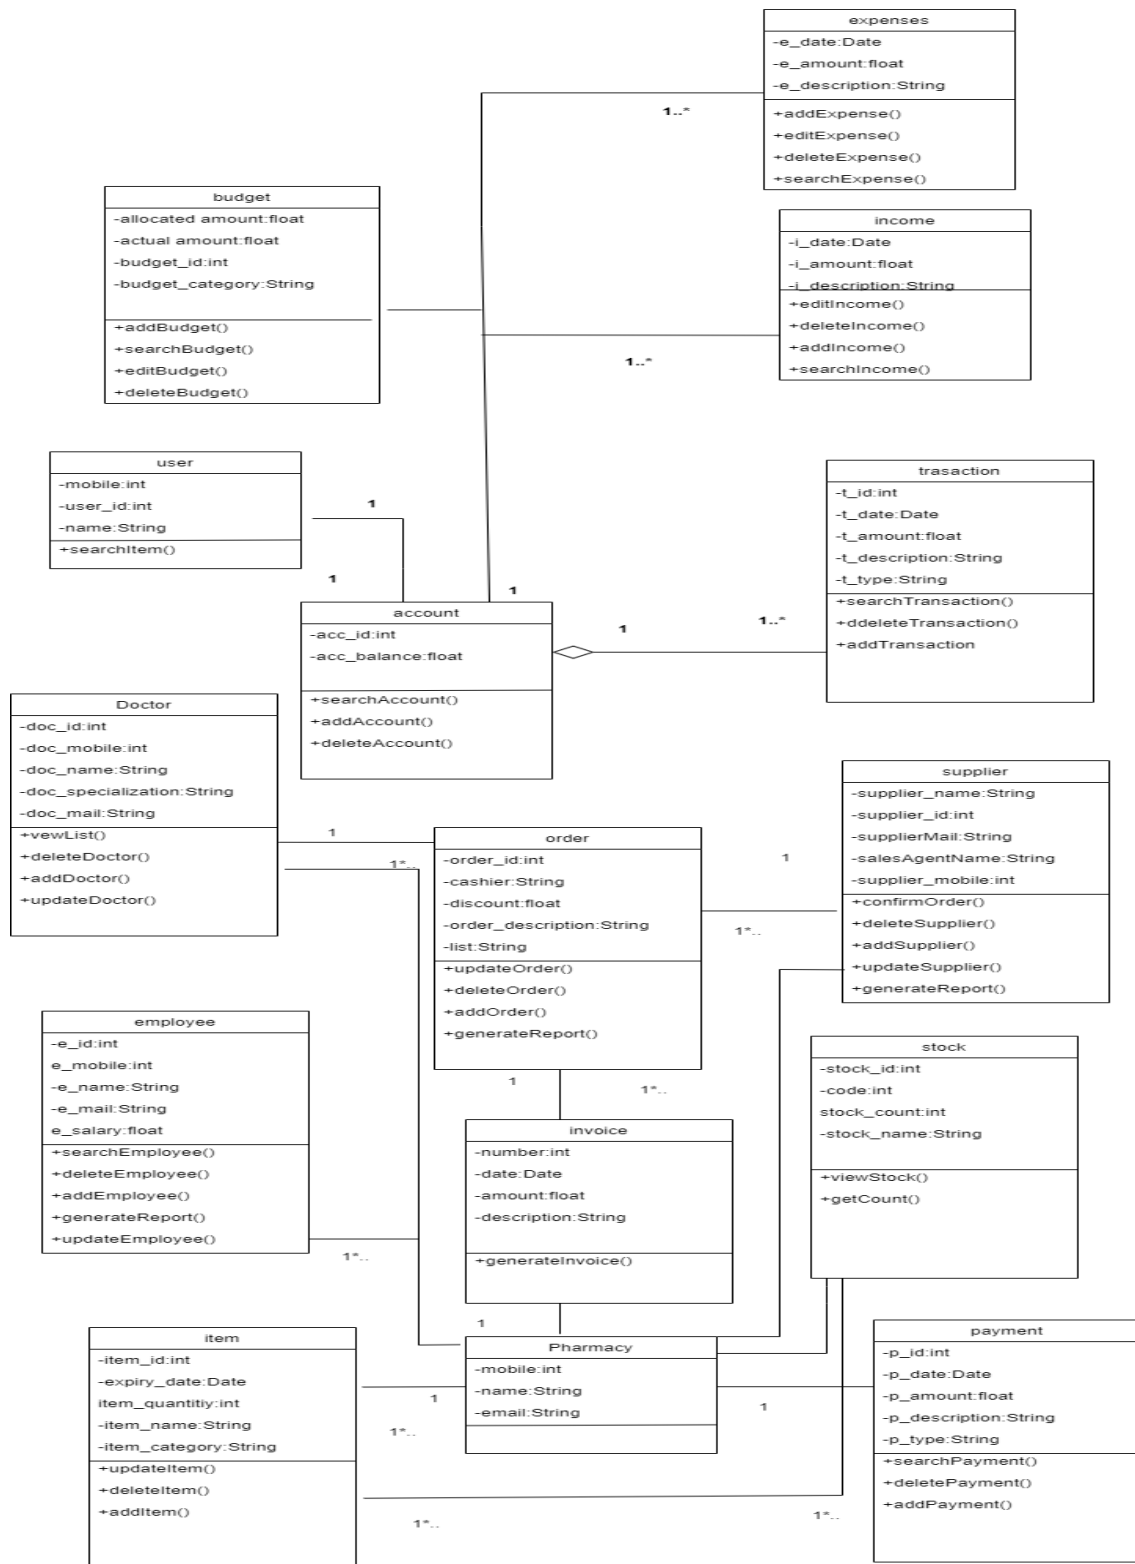 expenses
-e_date:Date
-e_amount:float
-e_description:String
+addExpense()
+editExpense()
+deleteExpense()
+searchExpense()
1..*
budget
-allocated amount:float
-actual amount:float
-budget_id:int
-budget_category:String
+addBudget()
+searchBudget()
+editBudget()
+deleteBudget()
income
-i_date:Date
-i_amount:float
-i_description:String
+editIncome()
+deleteIncome()
+addIncome()
+searchIncome()
1..*
user
-mobile:int
-user_id:int
-name:String
+searchItem()
1
1
1
trasaction
-t_id:int
-t_date:Date
-t_amount:float
-t_description:String
-t_type:String
+searchTransaction()
+ddeleteTransaction()
+addTransaction
account
-acc_id:int
-acc_balance:float
+searchAccount()
+addAccount()
+deleteAccount()
1
1..*
Doctor
-doc_id:int
-doc_mobile:int
-doc_name:String
-doc_specialization:String
-doc_mail:String
+vewList()
+deleteDoctor()
+addDoctor()
+updateDoctor()
1
1*..
order
-order_id:int
-cashier:String
-discount:float
-order_description:String
-list:String
+updateOrder()
+deleteOrder()
+addOrder()
+generateReport()
1
1*..
supplier
-supplier_name:String
-supplier_id:int
-supplierMail:String
-salesAgentName:String
-supplier_mobile:int
+confirmOrder()
+deleteSupplier()
+addSupplier()
+updateSupplier()
+generateReport()
employee
-e_id:int
e_mobile:int
-e_name:String
-e_mail:String
e_salary:float
+searchEmployee()
+deleteEmployee()
+addEmployee()
+generateReport()
+updateEmployee()
1*..
1
1*..
invoice
-number:int
-date:Date
-amount:float
-description:String
+generateInvoice()
1
stock
-stock_id:int
-code:int
stock_count:int
-stock_name:String
+viewStock()
+getCount()
item
-item_id:int
-expiry_date:Date
item_quantitiy:int
-item_name:String
-item_category:String
+updateItem()
+deleteItem()
+addItem()
1
1*..
1*..
1*..
Pharmacy
-mobile:int
-name:String
-email:String
1
payment
-p_id:int
-p_date:Date
-p_amount:float
-p_description:String
-p_type:String
+searchPayment()
+deletePayment()
+addPayment()